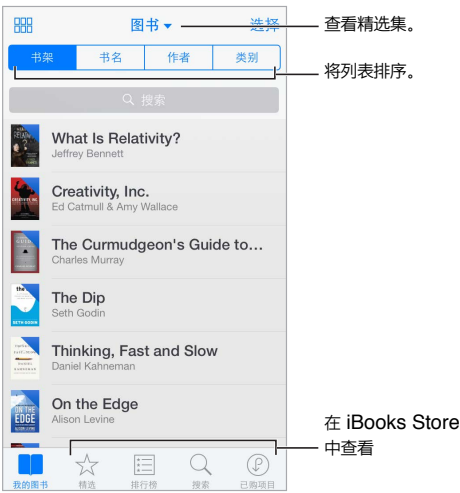 图书 选择
查看精选集。
书架 书名 作者 类别
将列表排序。
搜索
What Is Relativity?
Jeffrey Bennett
Creativity, Inc.
Ed Catmull & Amy Wallace
The Curmudgeon's Guide to…
Charles Murray
The Dip
Seth Godin
Thinking, Fast and Slow
Daniel Kahneman
On the Edge
Alison Levine
在 iBooks Store
中查看
我的图书 精选 排行榜 搜索 已购项目